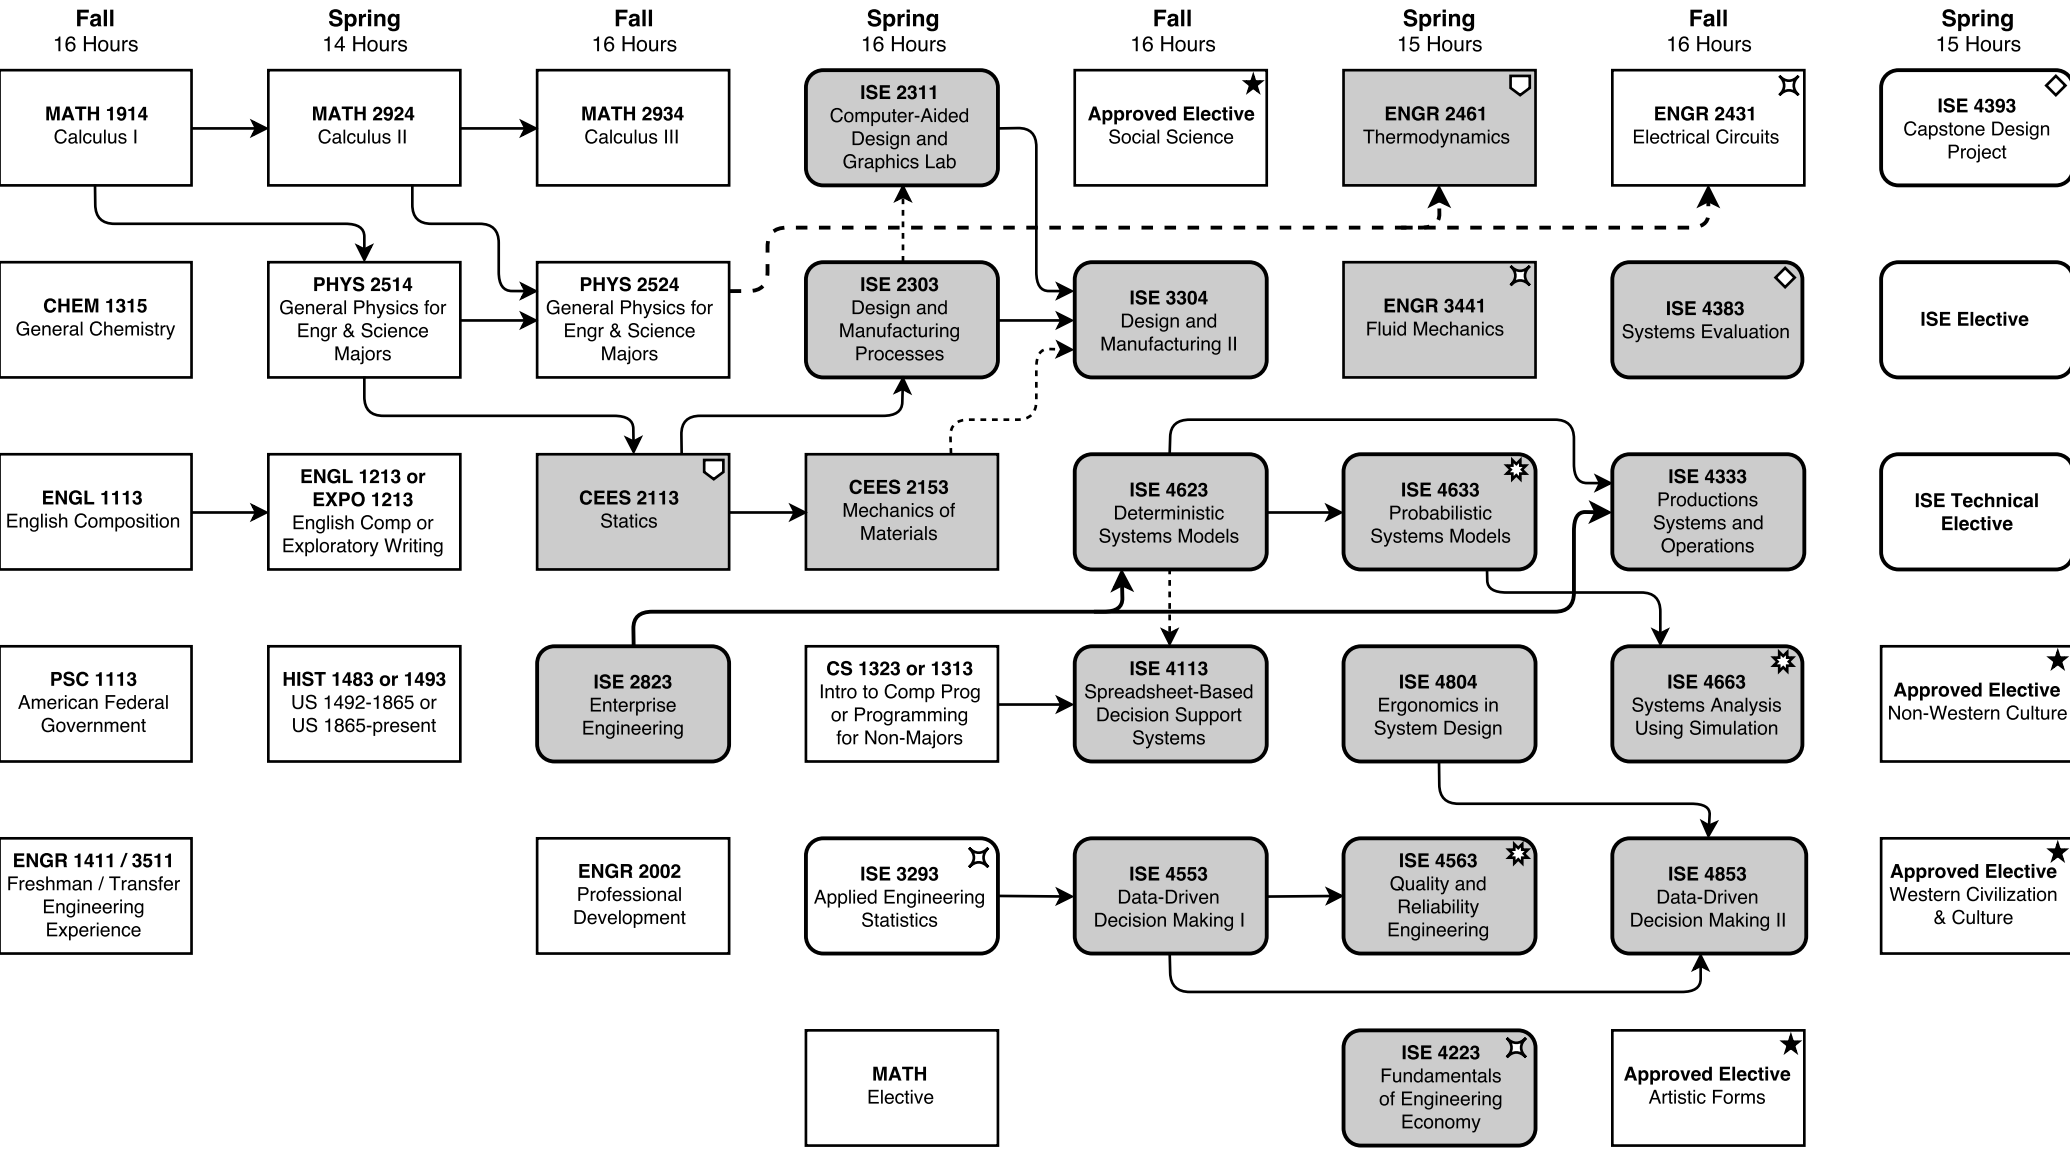 Fall
16 Hours
Spring
14 Hours
Fall
16 Hours
Spring
16 Hours
Fall
16 Hours
Spring
15 Hours
Fall
16 Hours
Spring
15 Hours
MATH 1914
Calculus I
MATH 2924
Calculus II
MATH 2934
Calculus III
ISE 2311
Computer-Aided
Design and
Graphics Lab
Approved Elective
Social Science
ENGR 2461
Thermodynamics
ENGR 2431
Electrical Circuits
ISE 4393
Capstone Design
Project
CHEM 1315
General Chemistry
PHYS 2514
General Physics for
Engr & Science
Majors
PHYS 2524
General Physics for
Engr & Science
Majors
ISE 2303
Design and
Manufacturing
Processes
ISE 3304
Design and
Manufacturing II
ENGR 3441
Fluid Mechanics
ISE 4383
Systems Evaluation
ISE Elective
ENGL 1113
English Composition
ENGL 1213 or
EXPO 1213
English Comp or
Exploratory Writing
CEES 2113
Statics
CEES 2153
Mechanics of
Materials
ISE 4623
Deterministic
Systems Models
ISE 4633
Probabilistic
Systems Models
ISE 4333
Productions
Systems and
Operations
ISE Technical
Elective
PSC 1113
American Federal
Government
HIST 1483 or 1493
US 1492-1865 or
US 1865-present
ISE 2823
Enterprise
Engineering
CS 1323 or 1313
Intro to Comp Prog
or Programming
for Non-Majors
ISE 4113
Spreadsheet-Based
Decision Support
Systems
ISE 4804
Ergonomics in
System Design
ISE 4663
Systems Analysis
Using Simulation
Approved Elective
Non-Western Culture
ENGR 1411 / 3511
Freshman / Transfer
Engineering
Experience
ENGR 2002
Professional
Development
ISE 3293
Applied Engineering
Statistics
ISE 4553
Data-Driven
Decision Making I
ISE 4563
Quality and
Reliability
Engineering
ISE 4853
Data-Driven
Decision Making II
Approved Elective
Western Civilization
& Culture
MATH
Elective
ISE 4223
Fundamentals
of Engineering
Economy
Approved Elective
Artistic Forms